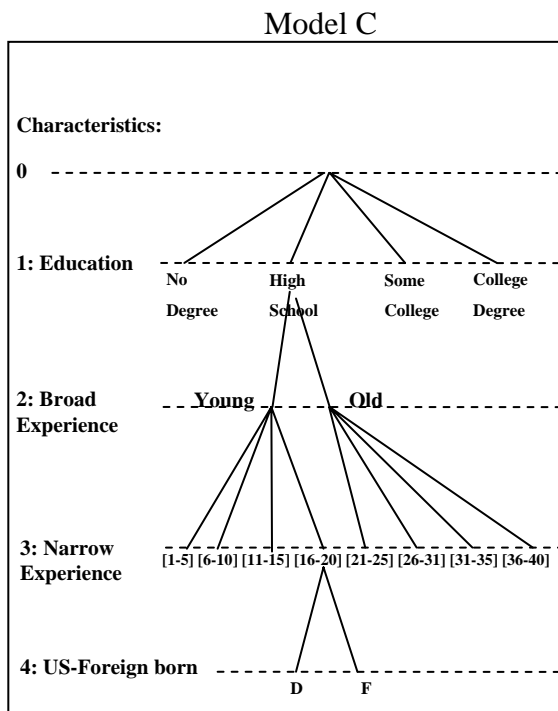 Model C
Characteristics:
0
1: Education
No High Some College
Degree School College Degree
2: Broad Young Old
Experience
3: Narrow
[1-5] [6-10] [11-15] [16-20] [21-25] [26-31] [31-35] [36-40]
Experience
4: US-Foreign born
D F